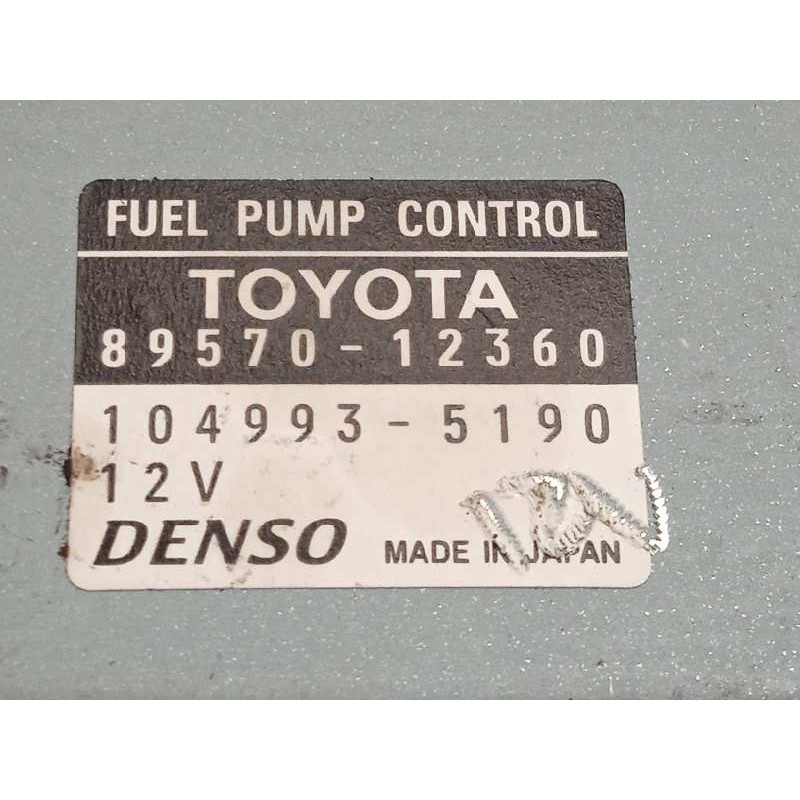 FUEL PUMP CONTROL
TOYOTA
89570-12360
104993-5190
12V
DENSO MADE IN JAPAN